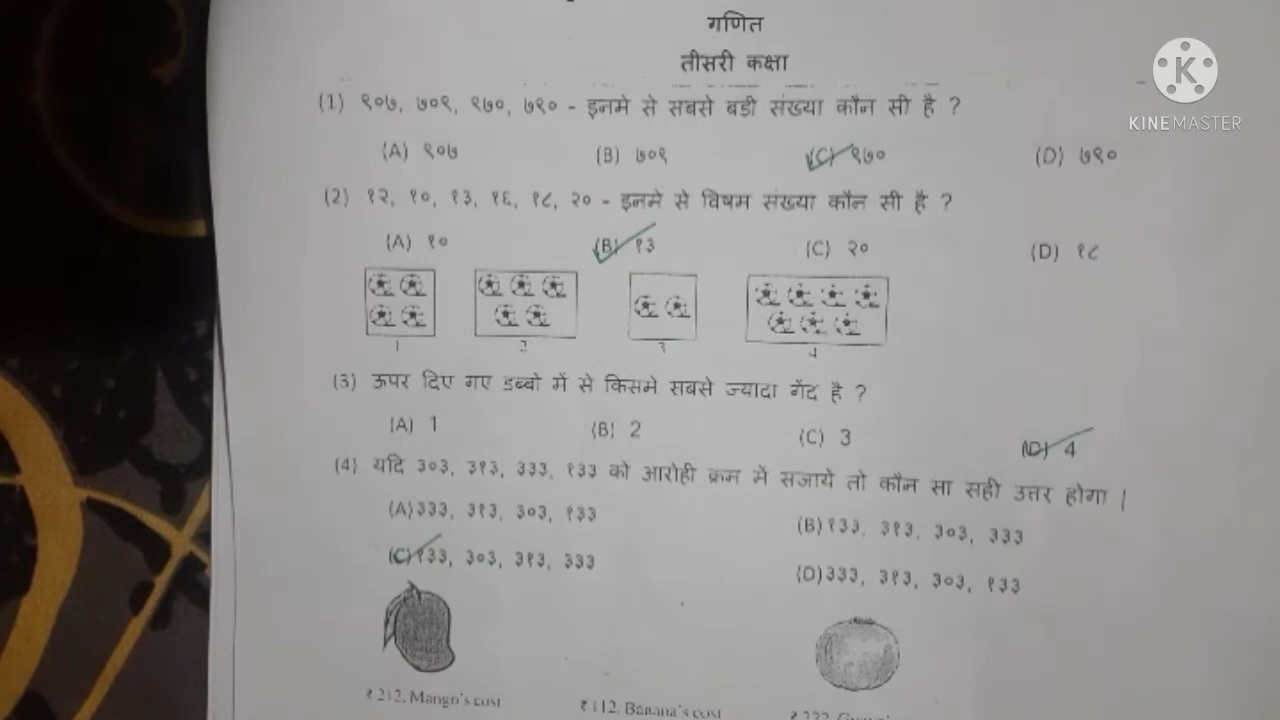 गणित
तीसरी कक्षा
KINEMASTER
(1) ९०७, ७०९, ९७०, ७९० - इनमे से सबसे बड़ी संख्या कौन सी है ?
(A) ९०७ (B) ७०९ (C) ९७० (D) ७९०
(2) १२, १०, १३, १६, १८, २० - इनमे से विषम संख्या कौन सी है ?
(A) १० (B) १३ (C) २० (D) १८
1 2 3 4
(3) ऊपर दिए गए डब्बो में से किसमे सबसे ज्यादा गेंद है ?
(A) 1 (B) 2 (C) 3 (D) 4
(4) यदि ३०३, ३१३, ३३३, १३३ को आरोही क्रम में सजाये तो कौन सा सही उत्तर होगा |
(A) ३३३, ३१३, ३०३, १३३ (B) १३३, ३१३, ३०३, ३३३
(C) १३३, ३०३, ३१३, ३३३ (D) ३३३, ३१३, ३०३, १३३
₹ 212, Mango's cost ₹ 112, Banana's cost